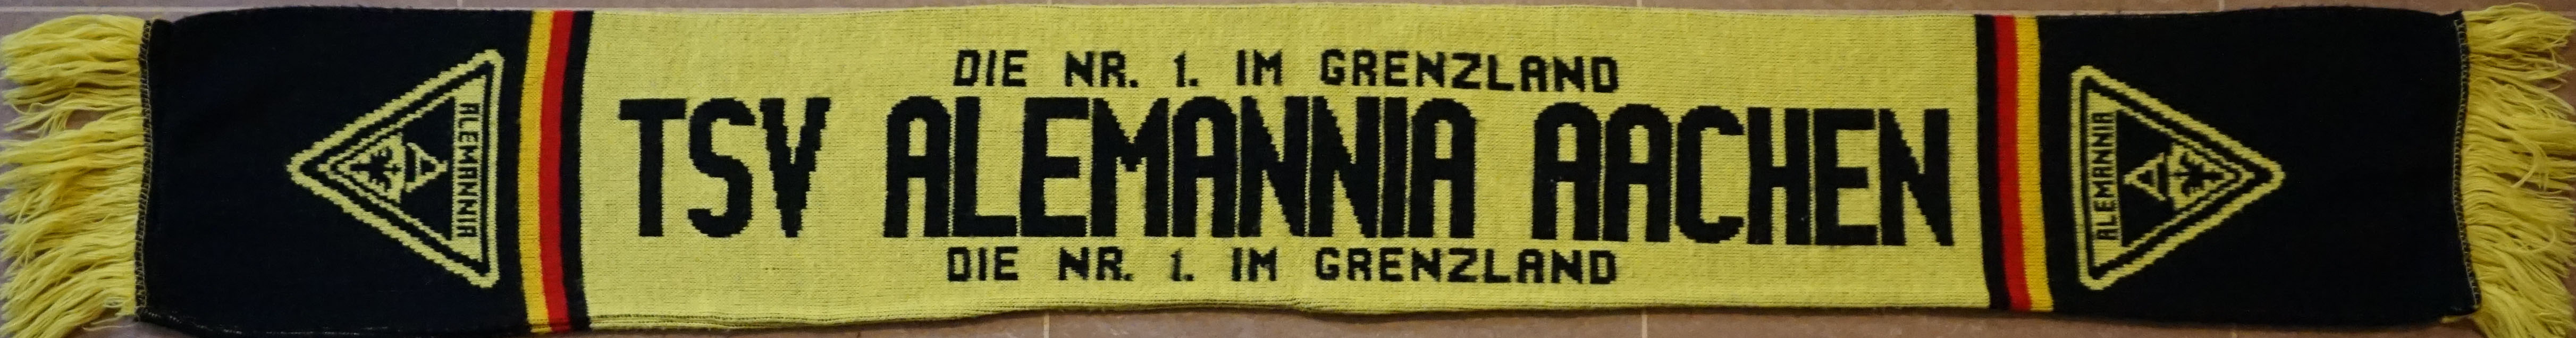 ALEMANNIA
DIE NR. 1. IM GRENZLAND
TSV ALEMANNIA AACHEN
DIE NR. 1. IM GRENZLAND
ALEMANNIA